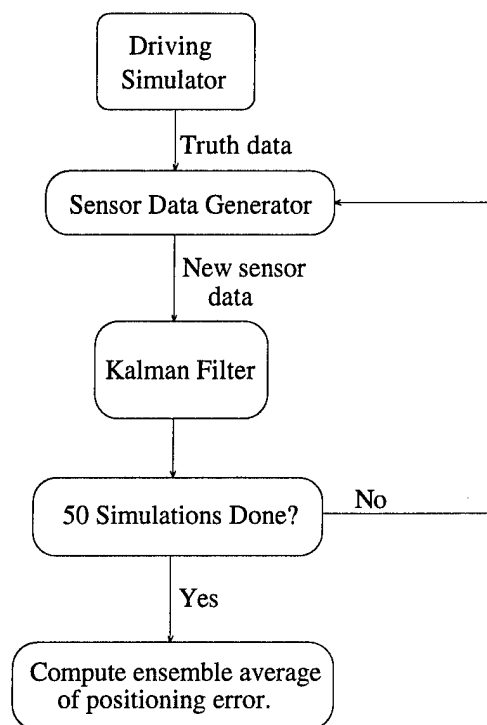 Driving
Simulator
Truth data
Sensor Data Generator
New sensor
data
Kalman Filter
50 Simulations Done?
No
Yes
Compute ensemble average
of positioning error.